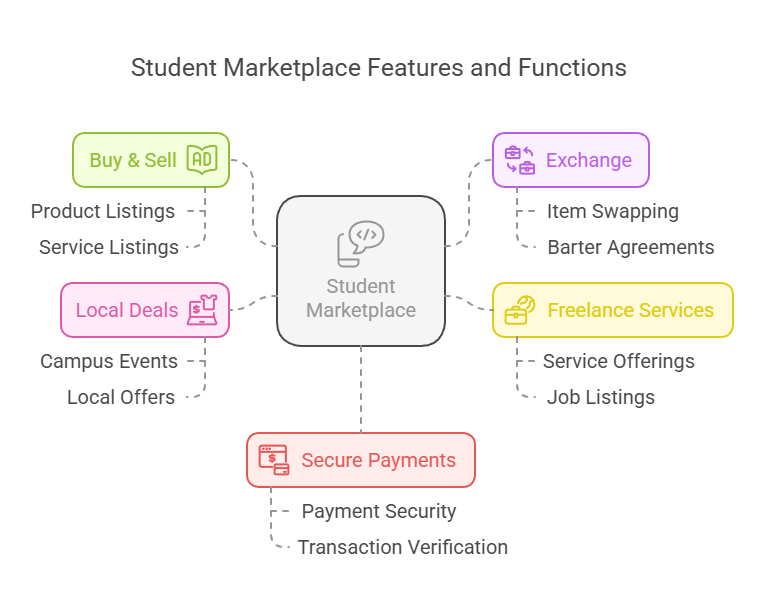 Student Marketplace Features and Functions
Buy & Sell
AD
Product Listings
Service Listings
Local Deals
$
Campus Events
Local Offers
</>
Student
Marketplace
Exchange
Item Swapping
Barter Agreements
Freelance Services
Service Offerings
Job Listings
$
Secure Payments
Payment Security
Transaction Verification